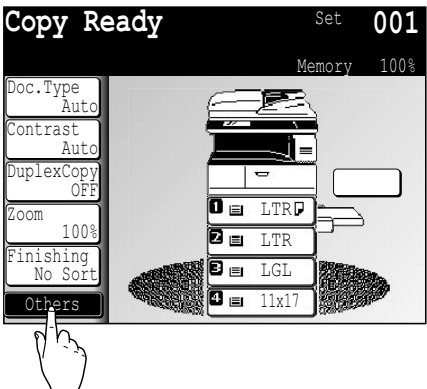 Copy Ready
Set 001
Memory 100%
Doc.Type
Auto
Contrast
Auto
DuplexCopy
OFF
Zoom
100%
Finishing
No Sort
Others
1 LTR
2 LTR
3 LGL
4 11x17